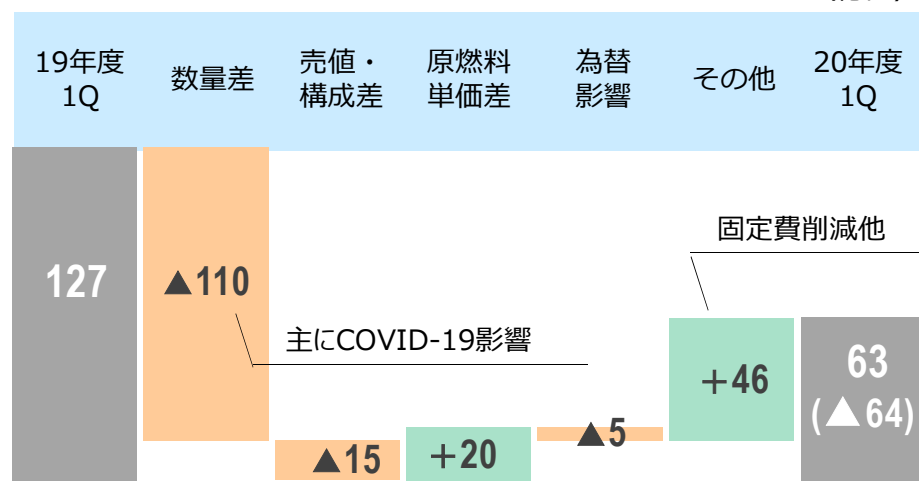 19年度
1Q
数量差
売値・
構成差
原燃料
単価差
為替
影響
その他
20年度
1Q
固定費削減他
127
▲110
主にCOVID-19影響
▲15
＋20
▲5
＋46
63
(▲64)